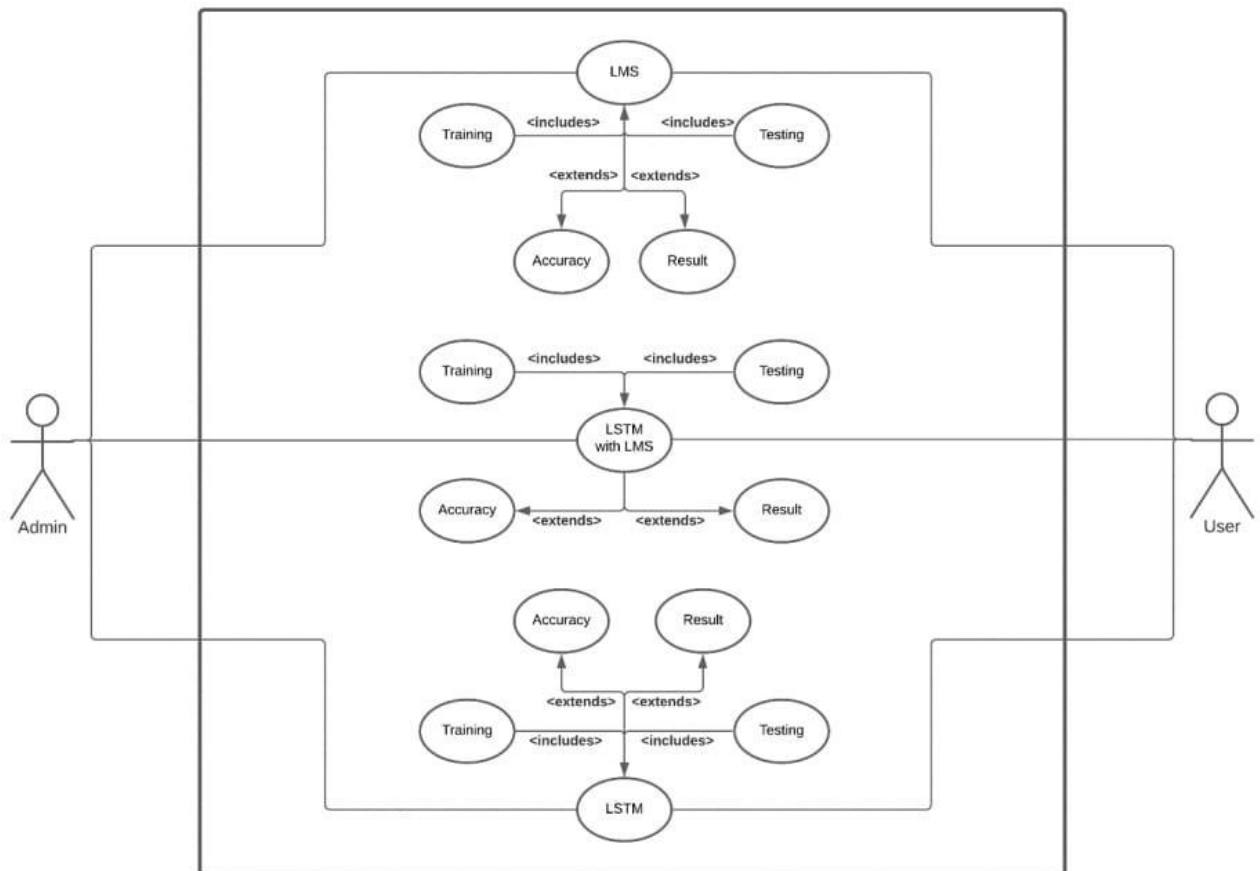 LMS
Training <includes> <includes> Testing
<extends> <extends>
Accuracy Result
Training <includes> <includes> Testing
LSTM
with LMS
Admin User
Accuracy <extends> <extends> Result
Accuracy Result
<extends> <extends>
Training <includes> <includes> Testing
LSTM